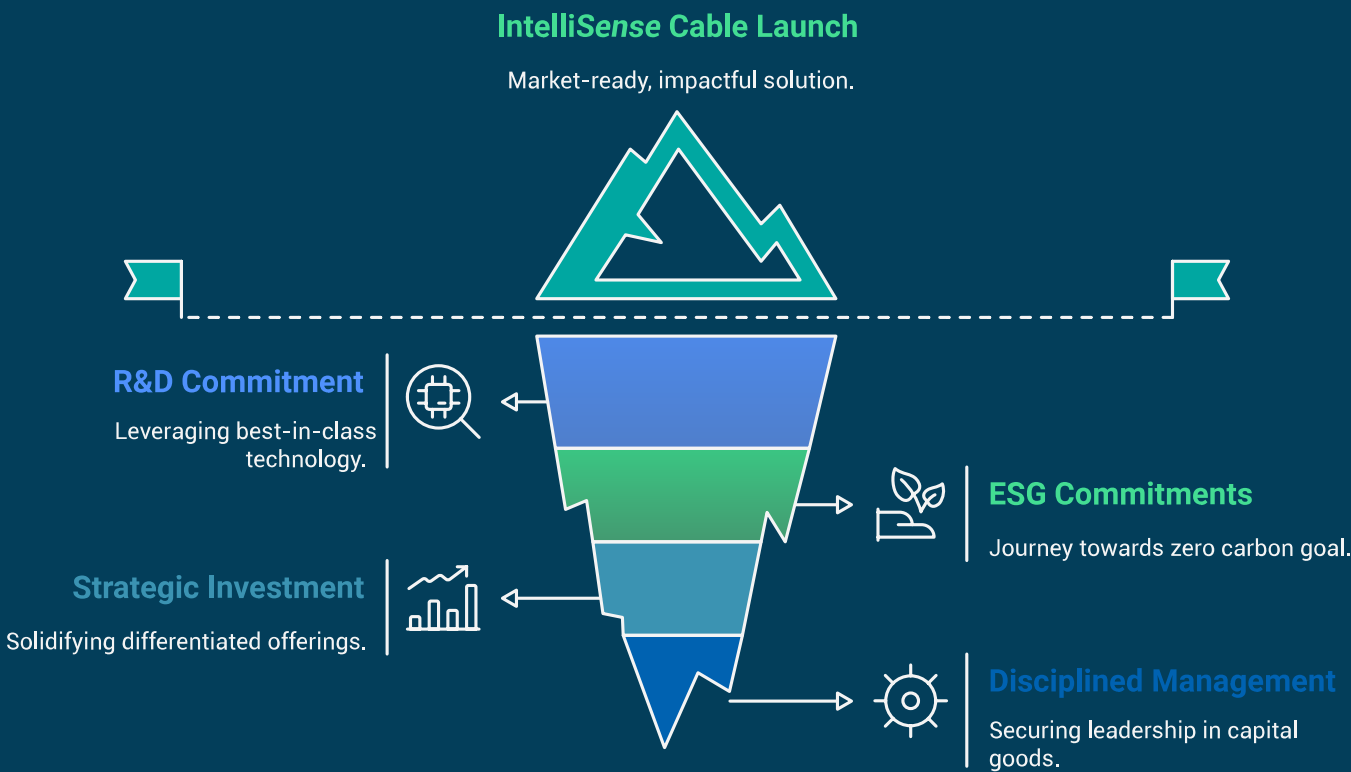 IntelliSense Cable Launch
Market-ready, impactful solution.
R&D Commitment
Leveraging best-in-class
technology.
ESG Commitments
Journey towards zero carbon goal.
Strategic Investment
Solidifying differentiated offerings.
Disciplined Management
Securing leadership in capital
goods.